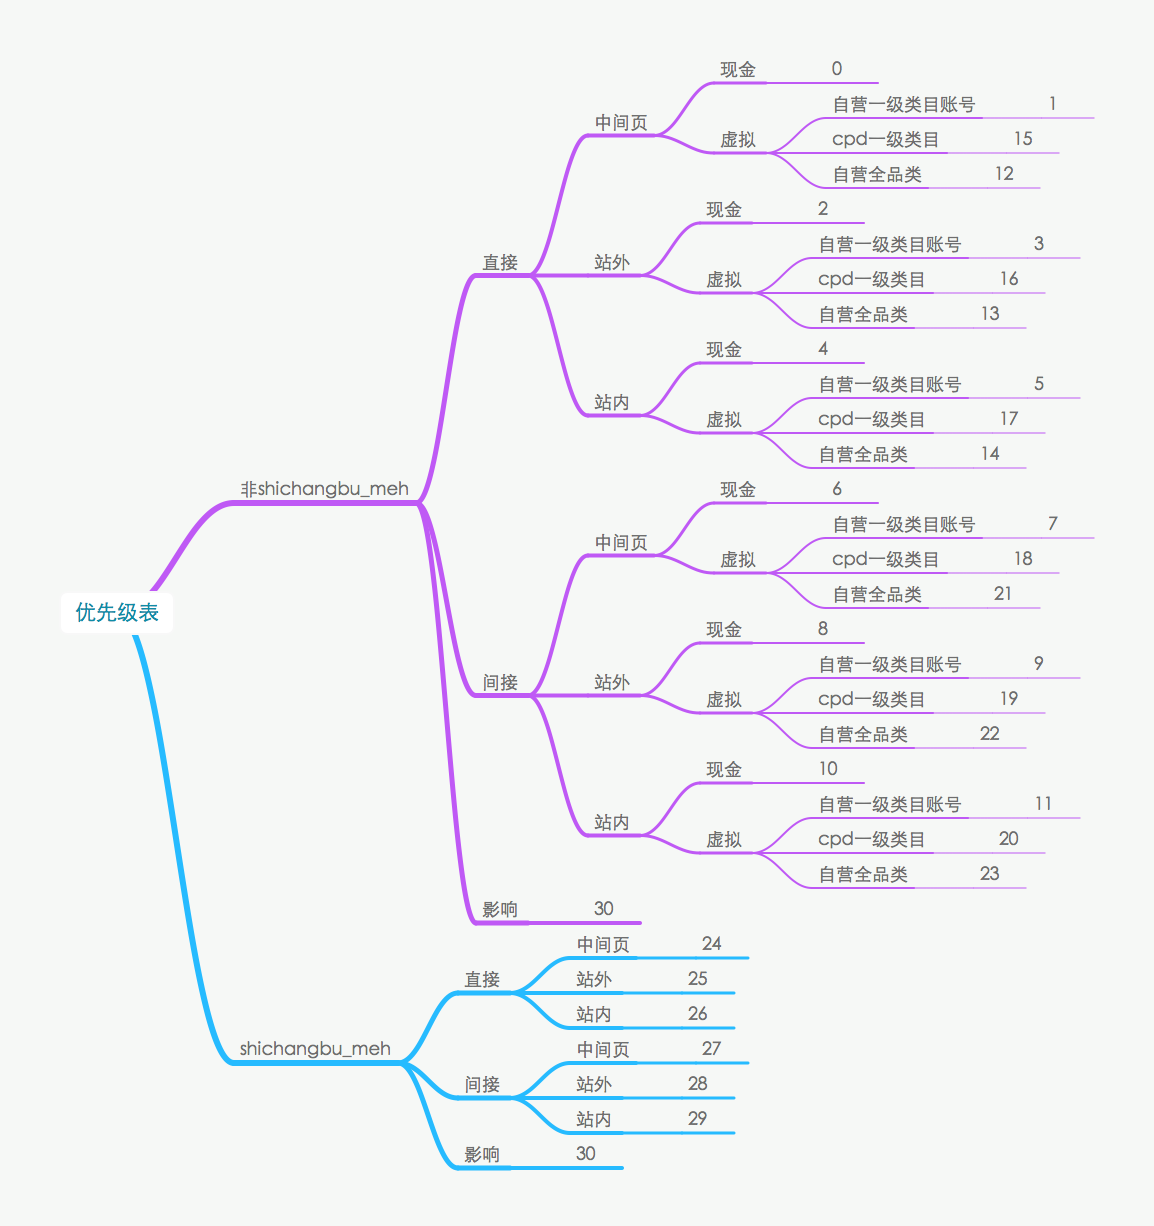 优先级表
非shichangbu_meh
直接
中间页
现金 0
虚拟
自营一级类目账号 1
cpd一级类目 15
自营全品类 12
站外
现金 2
虚拟
自营一级类目账号 3
cpd一级类目 16
自营全品类 13
站内
现金 4
虚拟
自营一级类目账号 5
cpd一级类目 17
自营全品类 14
间接
中间页
现金 6
虚拟
自营一级类目账号 7
cpd一级类目 18
自营全品类 21
站外
现金 8
虚拟
自营一级类目账号 9
cpd一级类目 19
自营全品类 22
站内
现金 10
虚拟
自营一级类目账号 11
cpd一级类目 20
自营全品类 23
影响 30
shichangbu_meh
直接
中间页 24
站外 25
站内 26
间接
中间页 27
站外 28
站内 29
影响 30